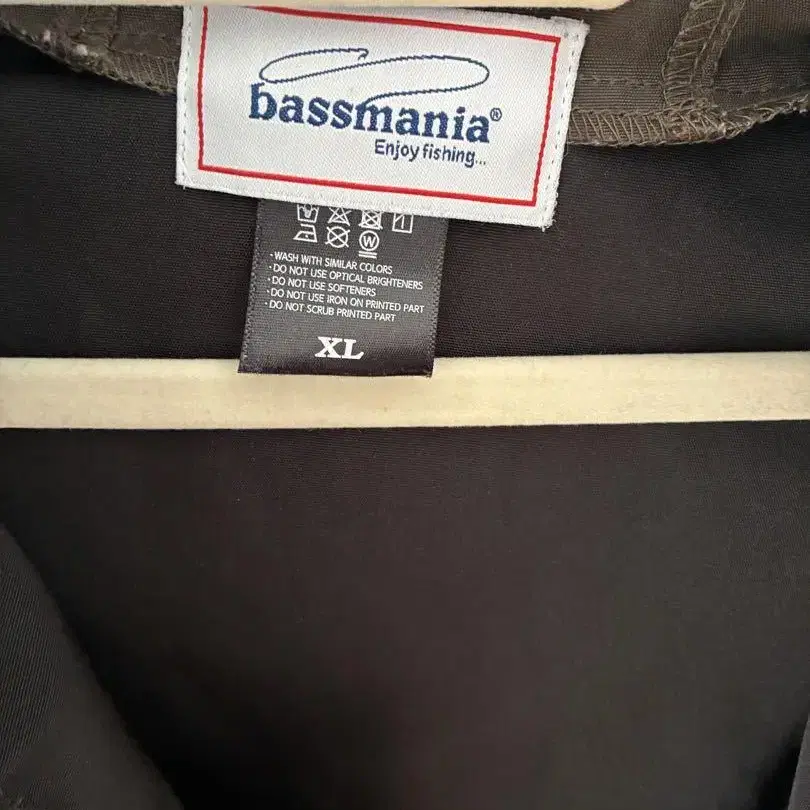 bassmania®
Enjoy fishing...
W
· WASH WITH SIMILAR COLORS
· DO NOT USE OPTICAL BRIGHTENERS
· DO NOT USE SOFTENERS
· DO NOT USE IRON ON PRINTED PART
· DO NOT SCRUB PRINTED PART
XL